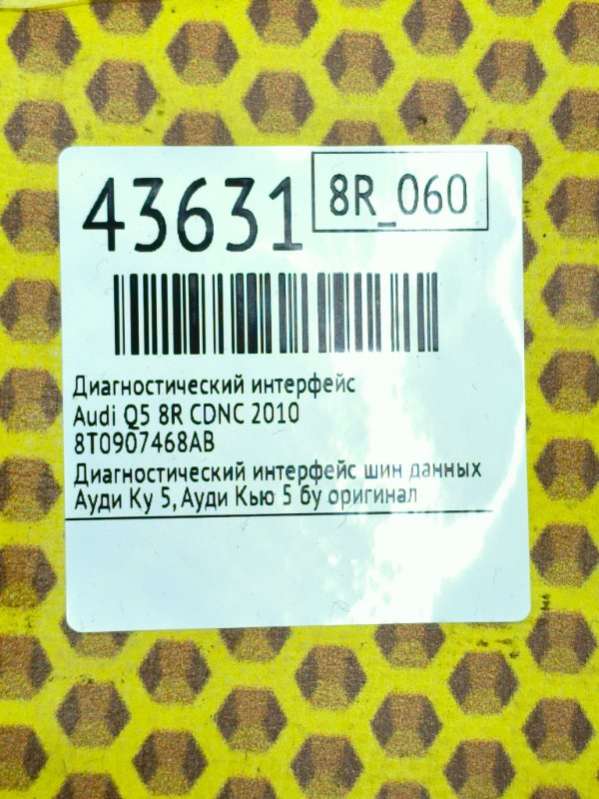 43631
8R_060
Диагностический интерфейс
Audi Q5 8R CDNC 2010
8T0907468AB
Диагностический интерфейс шин данных
Ауди Ку 5, Ауди Кью 5 бу оригинал